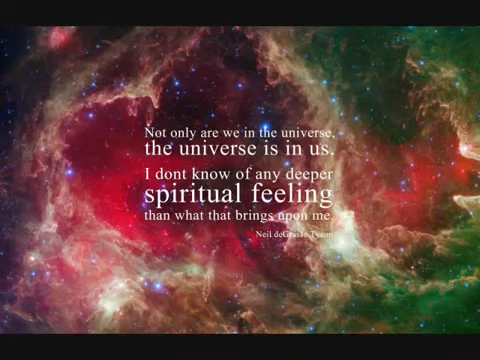 Not only are we in the universe,
the universe is in us.
I dont know of any deeper
spiritual feeling
than what that brings upon me.
Neil deGrasse Tyson